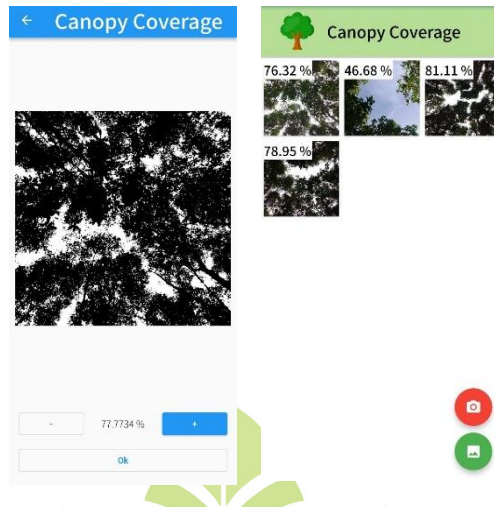 ← Canopy Coverage
- 77.7734 % +
Ok
Canopy Coverage
76.32 % 46.68 % 81.11 %
78.95 %